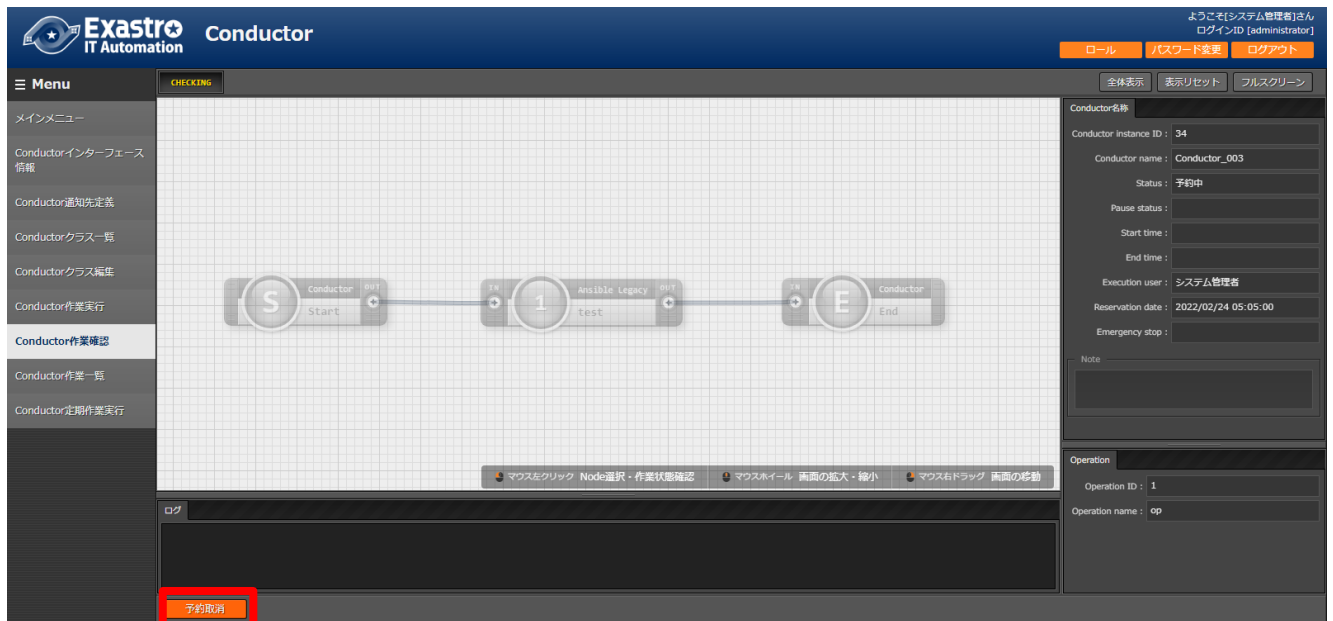 Exastro
IT Automation
Conductor
ようこそ[システム管理者]さん
ログインID [administrator]
ロール
パスワード変更
ログアウト
☰ Menu
メインメニュー
Conductorインターフェース
情報
Conductor通知先定義
Conductorクラス一覧
Conductorクラス編集
Conductor作業実行
Conductor作業確認
Conductor作業一覧
Conductor定期作業実行
CHECKING
全体表示
表示リセット
フルスクリーン
S
Conductor
OUT
Start
IN
1
Ansible Legacy
OUT
test
IN
E
Conductor
End
マウス左クリック Node選択・作業状態確認
マウスホイール 画面の拡大・縮小
マウス右ドラッグ 画面の移動
ログ
予約取消
Conductor名称
Conductor instance ID : 34
Conductor name : Conductor_003
Status : 予約中
Pause status :
Start time :
End time :
Execution user : システム管理者
Reservation date : 2022/02/24 05:05:00
Emergency stop :
Note
Operation
Operation ID : 1
Operation name : op